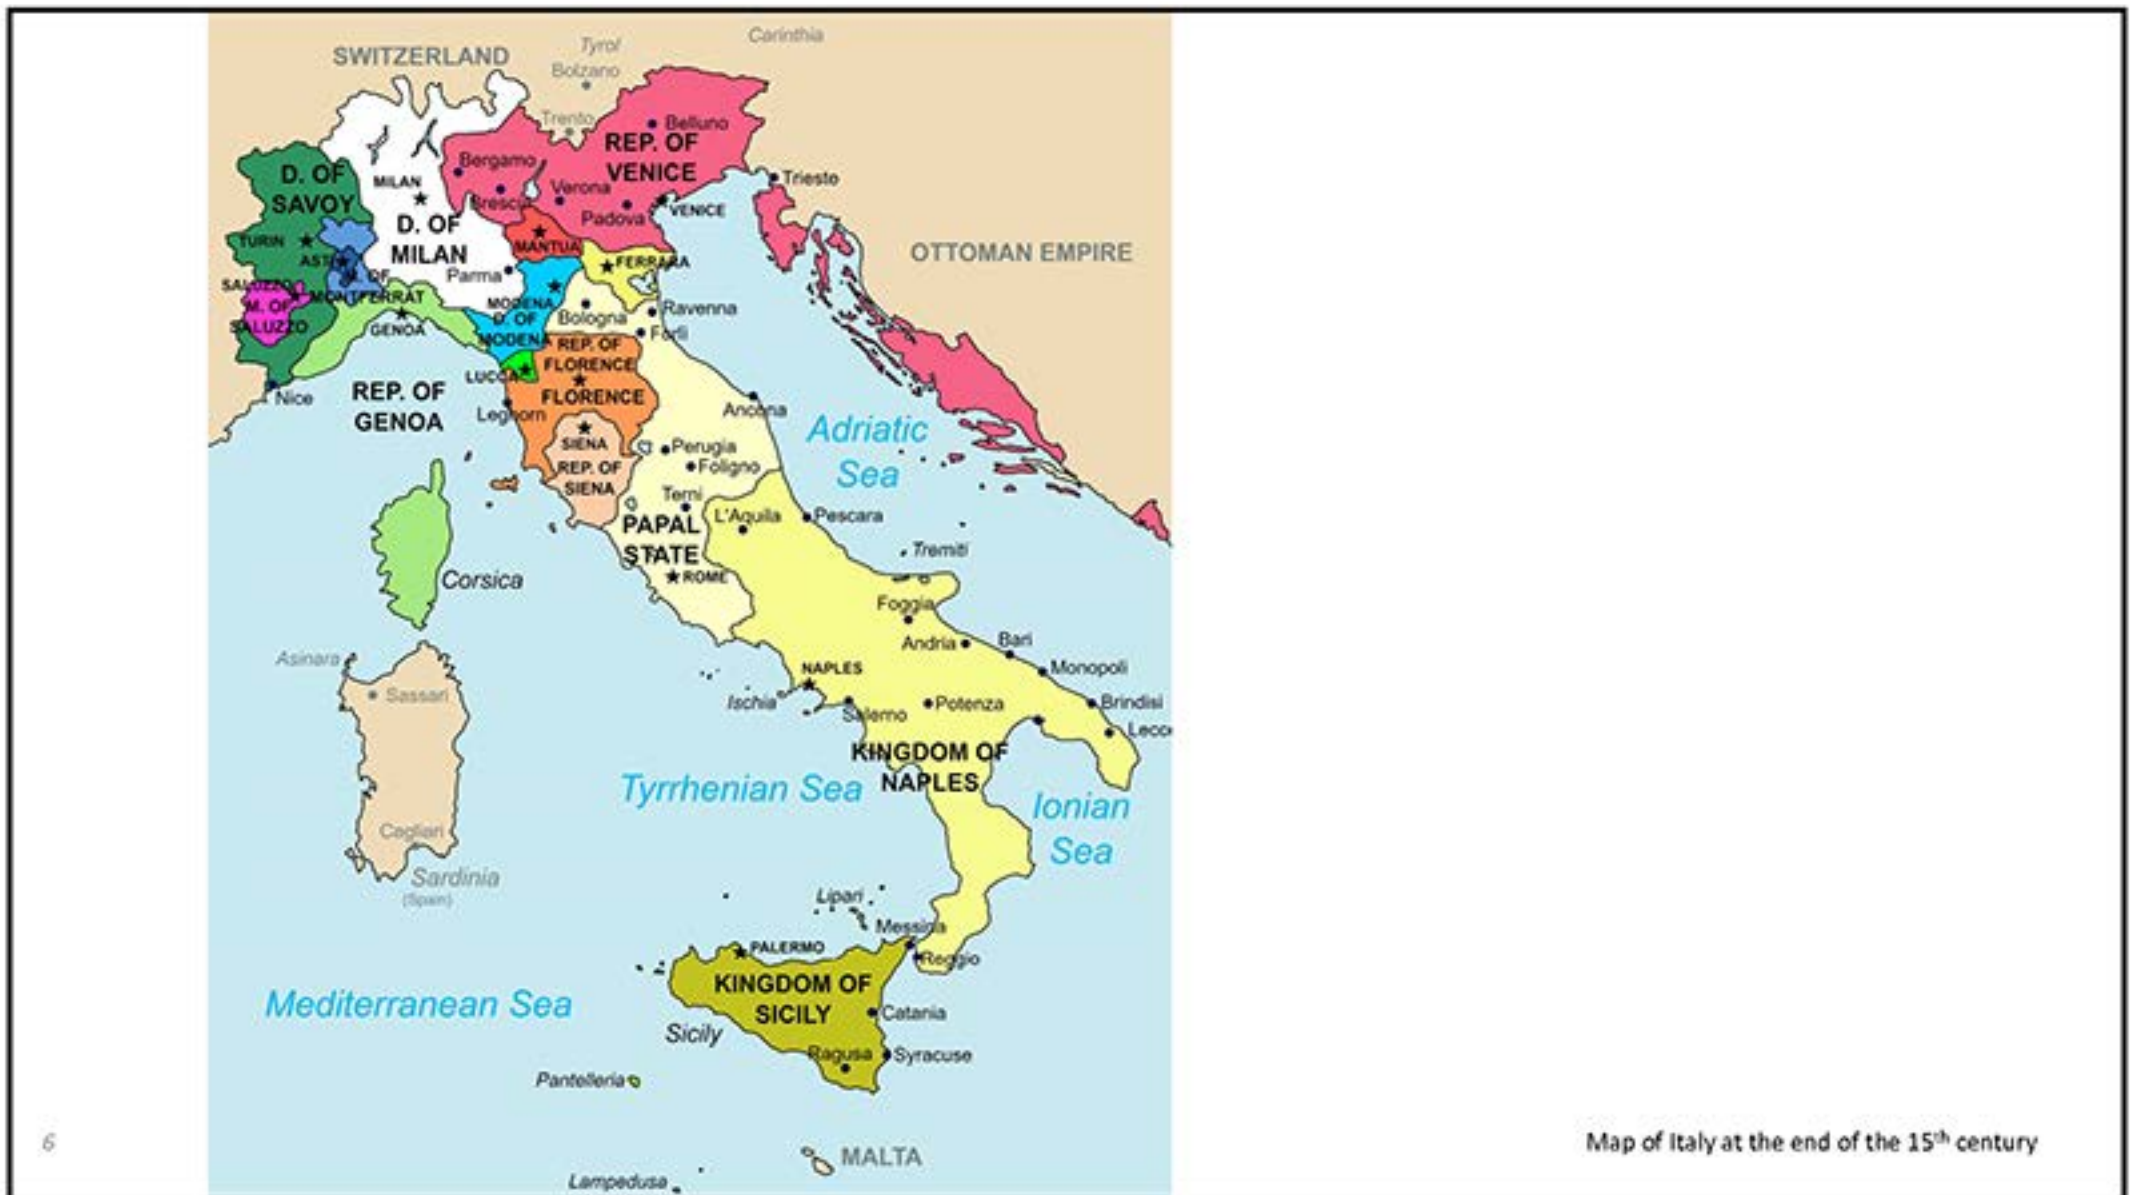 SWITZERLAND
Tyrol
Carinthia
Bolzano
Trento
Belluno
REP. OF
VENICE
Bergamo
D. OF
SAVOY
MILAN
Trieste
Verona
Brescia
Padova
VENICE
D. OF
MILAN
TURIN
MANTUA
OTTOMAN EMPIRE
ASTI
FERRARA
Parma
M. OF
MONTFERRAT
SALUZZO
M. OF
SALUZZO
MODENA
D. OF
MODENA
Bologna
Ravenna
GENOA
Forli
REP. OF
FLORENCE
FLORENCE
LUCCA
Nice
REP. OF
GENOA
Leghorn
Ancona
Adriatic
Sea
SIENA
REP. OF
SIENA
Perugia
Foligno
Terni
L'Aquila
Pescara
PAPAL
STATE
ROME
Tremiti
Corsica
Foggia
Andria
Bari
Monopoli
Asinara
Sassari
NAPLES
Ischia
Salerno
Potenza
Brindisi
Lecce
KINGDOM OF
NAPLES
Tyrrhenian Sea
Ionian
Sea
Cagliari
Sardinia
(Spain)
Lipari
Messina
Reggio
PALERMO
KINGDOM OF
SICILY
Mediterranean Sea
Sicily
Catania
Ragusa
Syracuse
Pantelleria
MALTA
Lampedusa
6
Map of Italy at the end of the 15th century